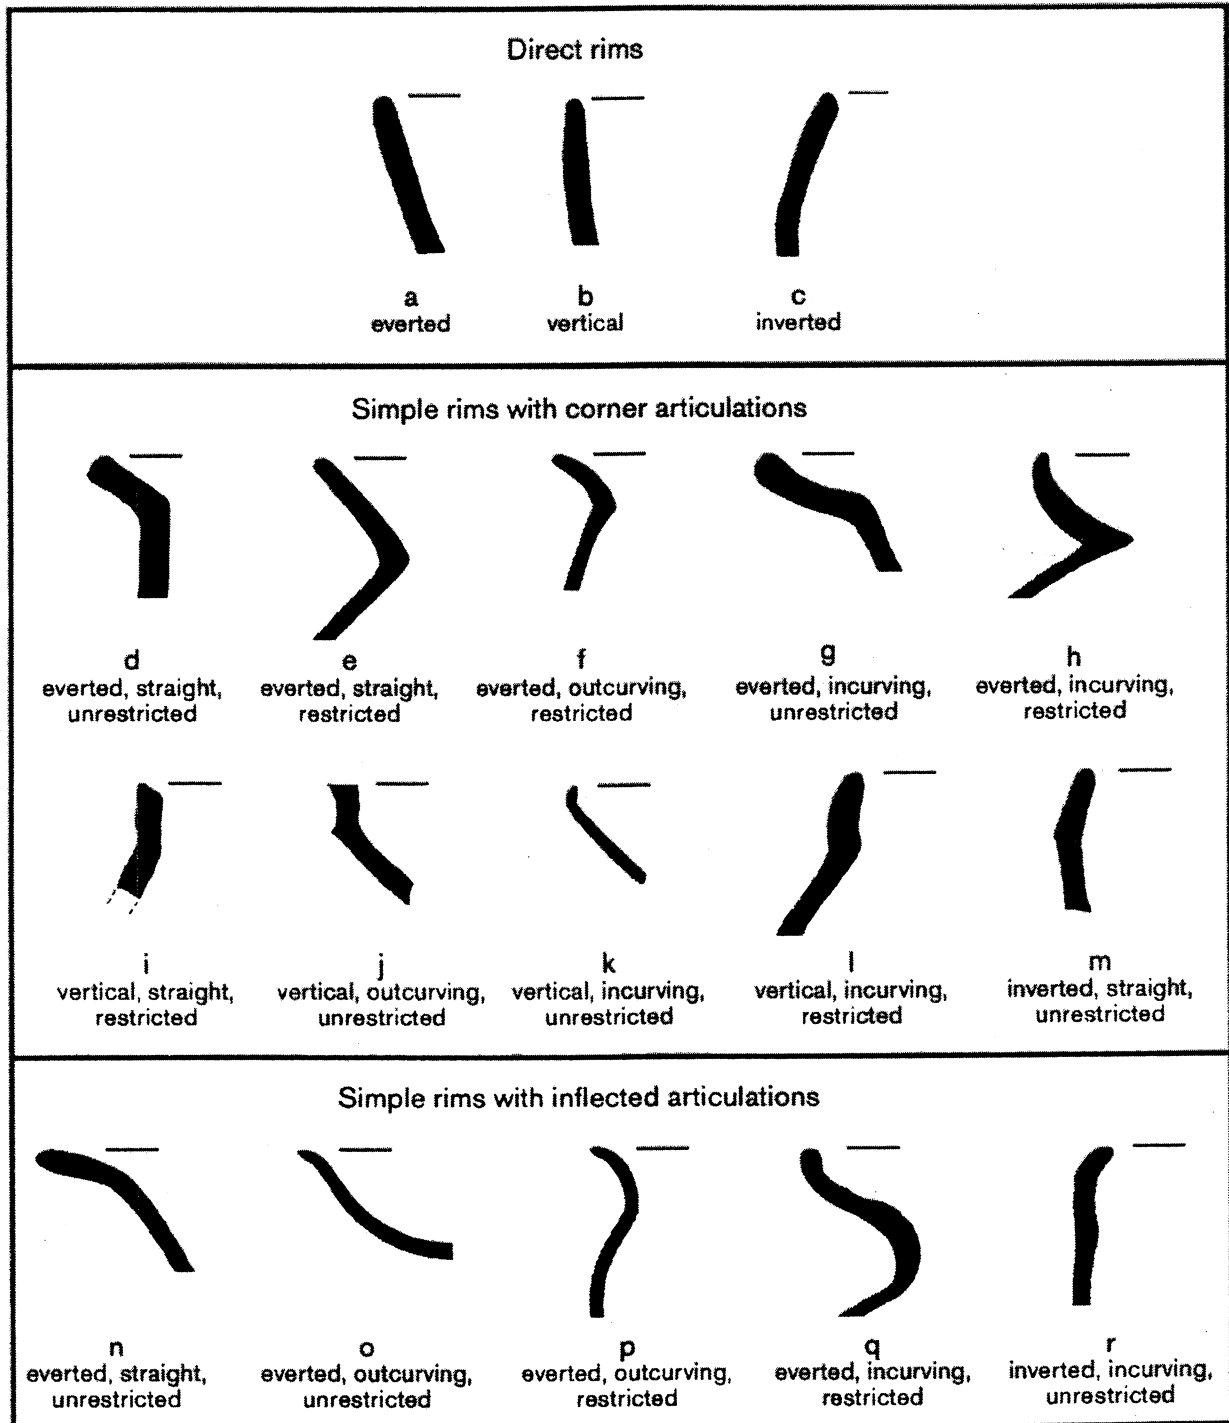 Direct rims
a
everted
b
vertical
c
inverted
Simple rims with corner articulations
d
everted, straight,
unrestricted
e
everted, straight,
restricted
f
everted, outcurving,
restricted
g
everted, incurving,
unrestricted
h
everted, incurving,
restricted
i
vertical, straight,
restricted
j
vertical, outcurving,
unrestricted
k
vertical, incurving,
unrestricted
l
vertical, incurving,
restricted
m
inverted, straight,
unrestricted
Simple rims with inflected articulations
n
everted, straight,
unrestricted
o
everted, outcurving,
unrestricted
p
everted, outcurving,
restricted
q
everted, incurving,
restricted
r
inverted, incurving,
unrestricted